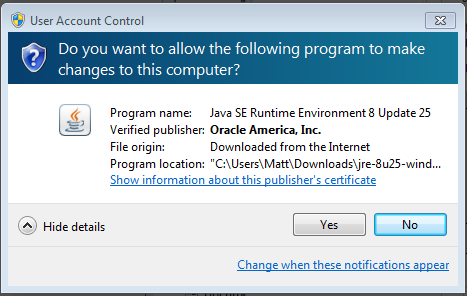 User Account Control
Do you want to allow the following program to make
changes to this computer?
Program name: Java SE Runtime Environment 8 Update 25
Verified publisher: Oracle America, Inc.
File origin: Downloaded from the Internet
Program location: "C:\Users\Matt\Downloads\jre-8u25-wind...
Show information about this publisher's certificate
Hide details
Yes
No
Change when these notifications appear